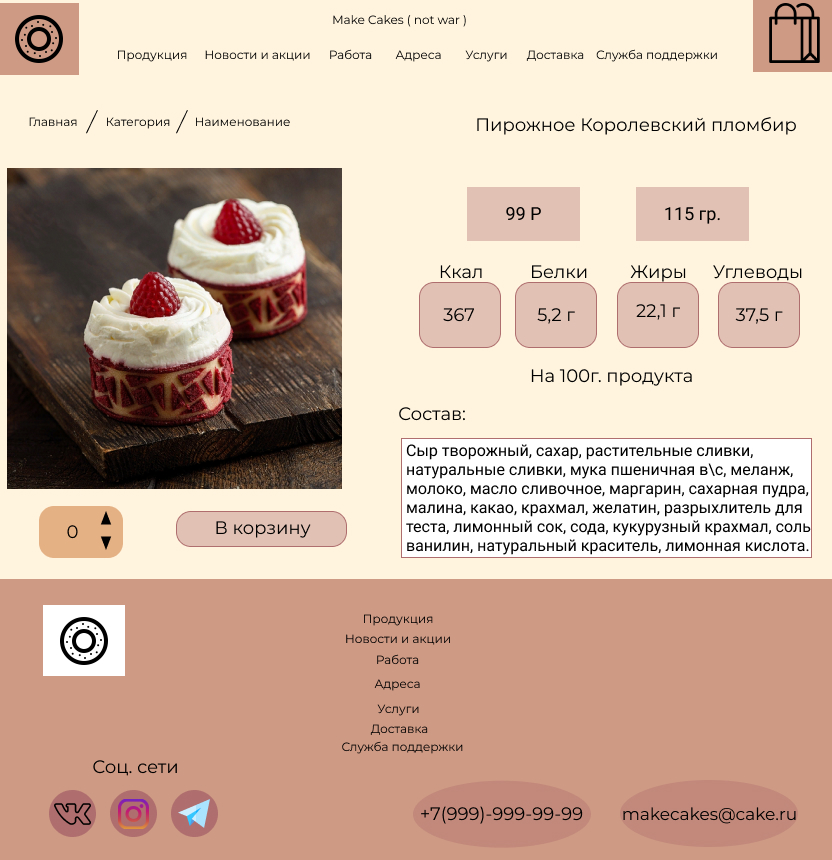 Make Cakes ( not war )
Продукция Новости и акции Работа Адреса Услуги Доставка Служба поддержки
Главная / Категория / Наименование
Пирожное Королевский пломбир
99 Р 115 гр.
Ккал Белки Жиры Углеводы
367 5,2 г 22,1 г 37,5 г
На 100г. продукта
Состав:
Сыр творожный, сахар, растительные сливки,
натуральные сливки, мука пшеничная в\с, меланж,
молоко, масло сливочное, маргарин, сахарная пудра,
малина, какао, крахмал, желатин, разрыхлитель для
теста, лимонный сок, сода, кукурузный крахмал, соль
ванилин, натуральный краситель, лимонная кислота.
0 В корзину
Продукция
Новости и акции
Работа
Адреса
Услуги
Доставка
Служба поддержки
Соц. сети
+7(999)-999-99-99 makecakes@cake.ru